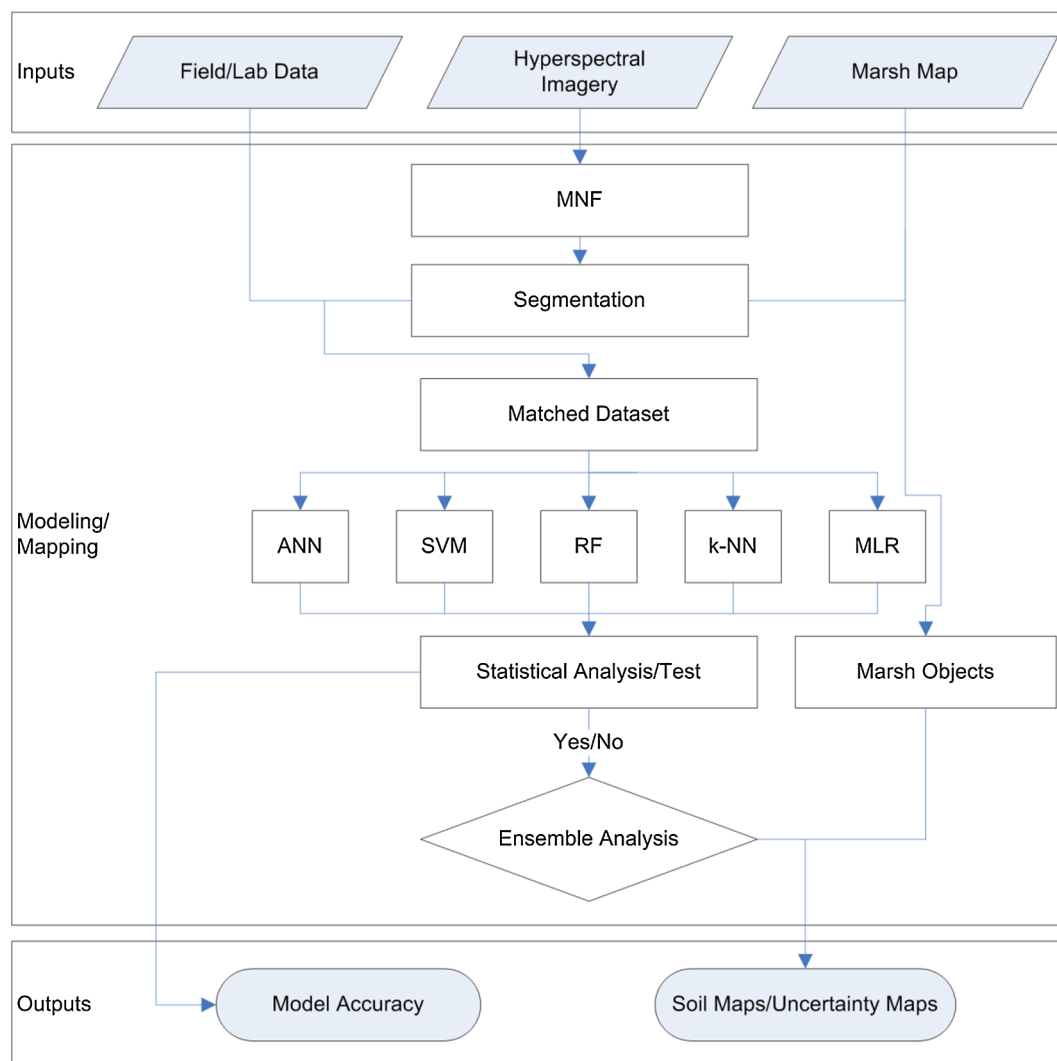 Inputs
Field/Lab Data
Hyperspectral
Imagery
Marsh Map
MNF
Segmentation
Matched Dataset
Modeling/
Mapping
ANN
SVM
RF
k-NN
MLR
Statistical Analysis/Test
Marsh Objects
Yes/No
Ensemble Analysis
Outputs
Model Accuracy
Soil Maps/Uncertainty Maps